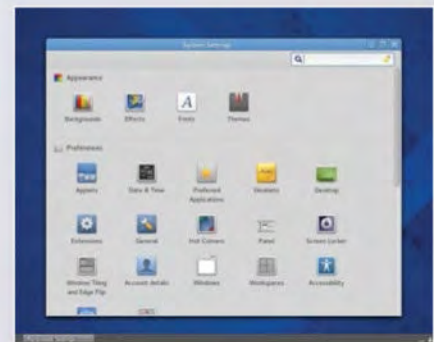 System Settings
Appearance
Backgrounds Effects Fonts Themes
Preferences
Applets Date & Time Preferred Applications Desklets Desktop
Extensions General Hot Corners Panel Screen Locker
Window Tiling and Edge Flip Account details Windows Workspaces Accessibility